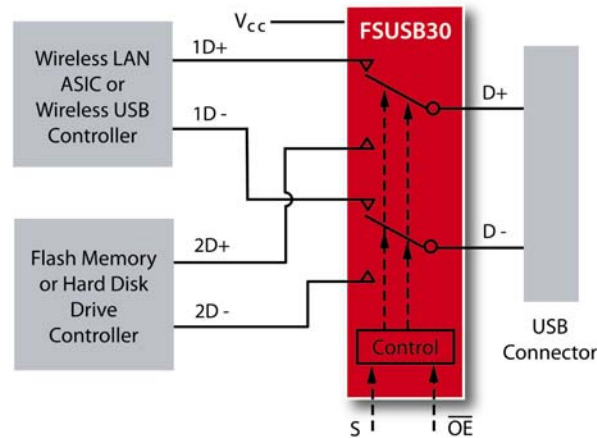 VCC
FSUSB30
Wireless LAN
ASIC or
Wireless USB
Controller
1D+
1D -
D+
Flash Memory
or Hard Disk
Drive
Controller
2D+
2D -
D -
Control
USB
Connector
S
O̅E̅